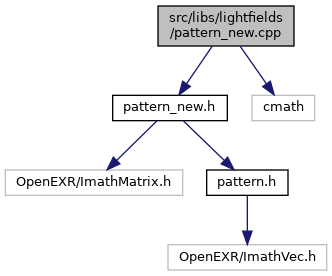 src/libs/lightfields
/pattern_new.cpp
pattern_new.h
cmath
OpenEXR/ImathMatrix.h
pattern.h
OpenEXR/ImathVec.h